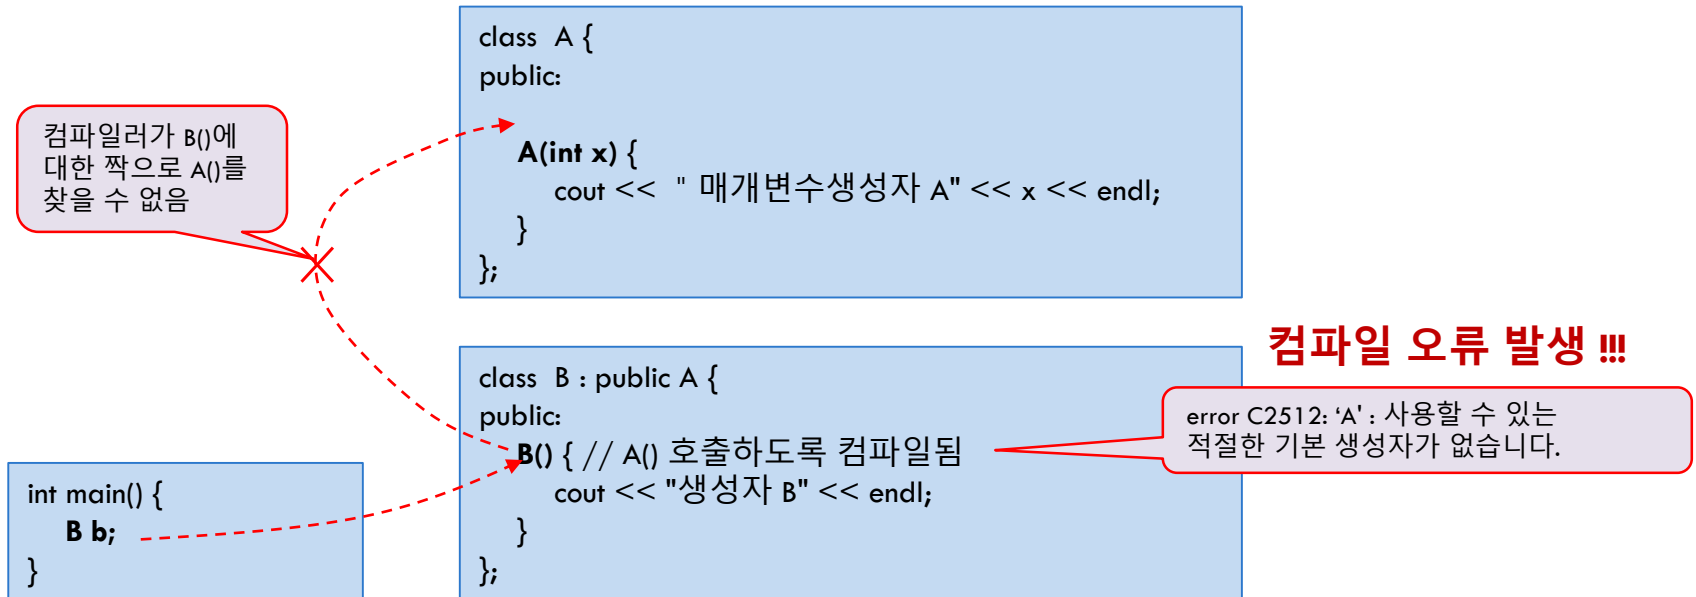 class A {
public:
A(int x) {
cout << " 매개변수생성자 A" << x << endl;
}
};
컴파일러가 B()에
대한 짝으로 A()를
찾을 수 없음
컴파일 오류 발생 !!!
class B : public A {
public:
B() { // A() 호출하도록 컴파일됨
cout << "생성자 B" << endl;
}
};
error C2512: ‘A' : 사용할 수 있는
적절한 기본 생성자가 없습니다.
int main() {
B b;
}